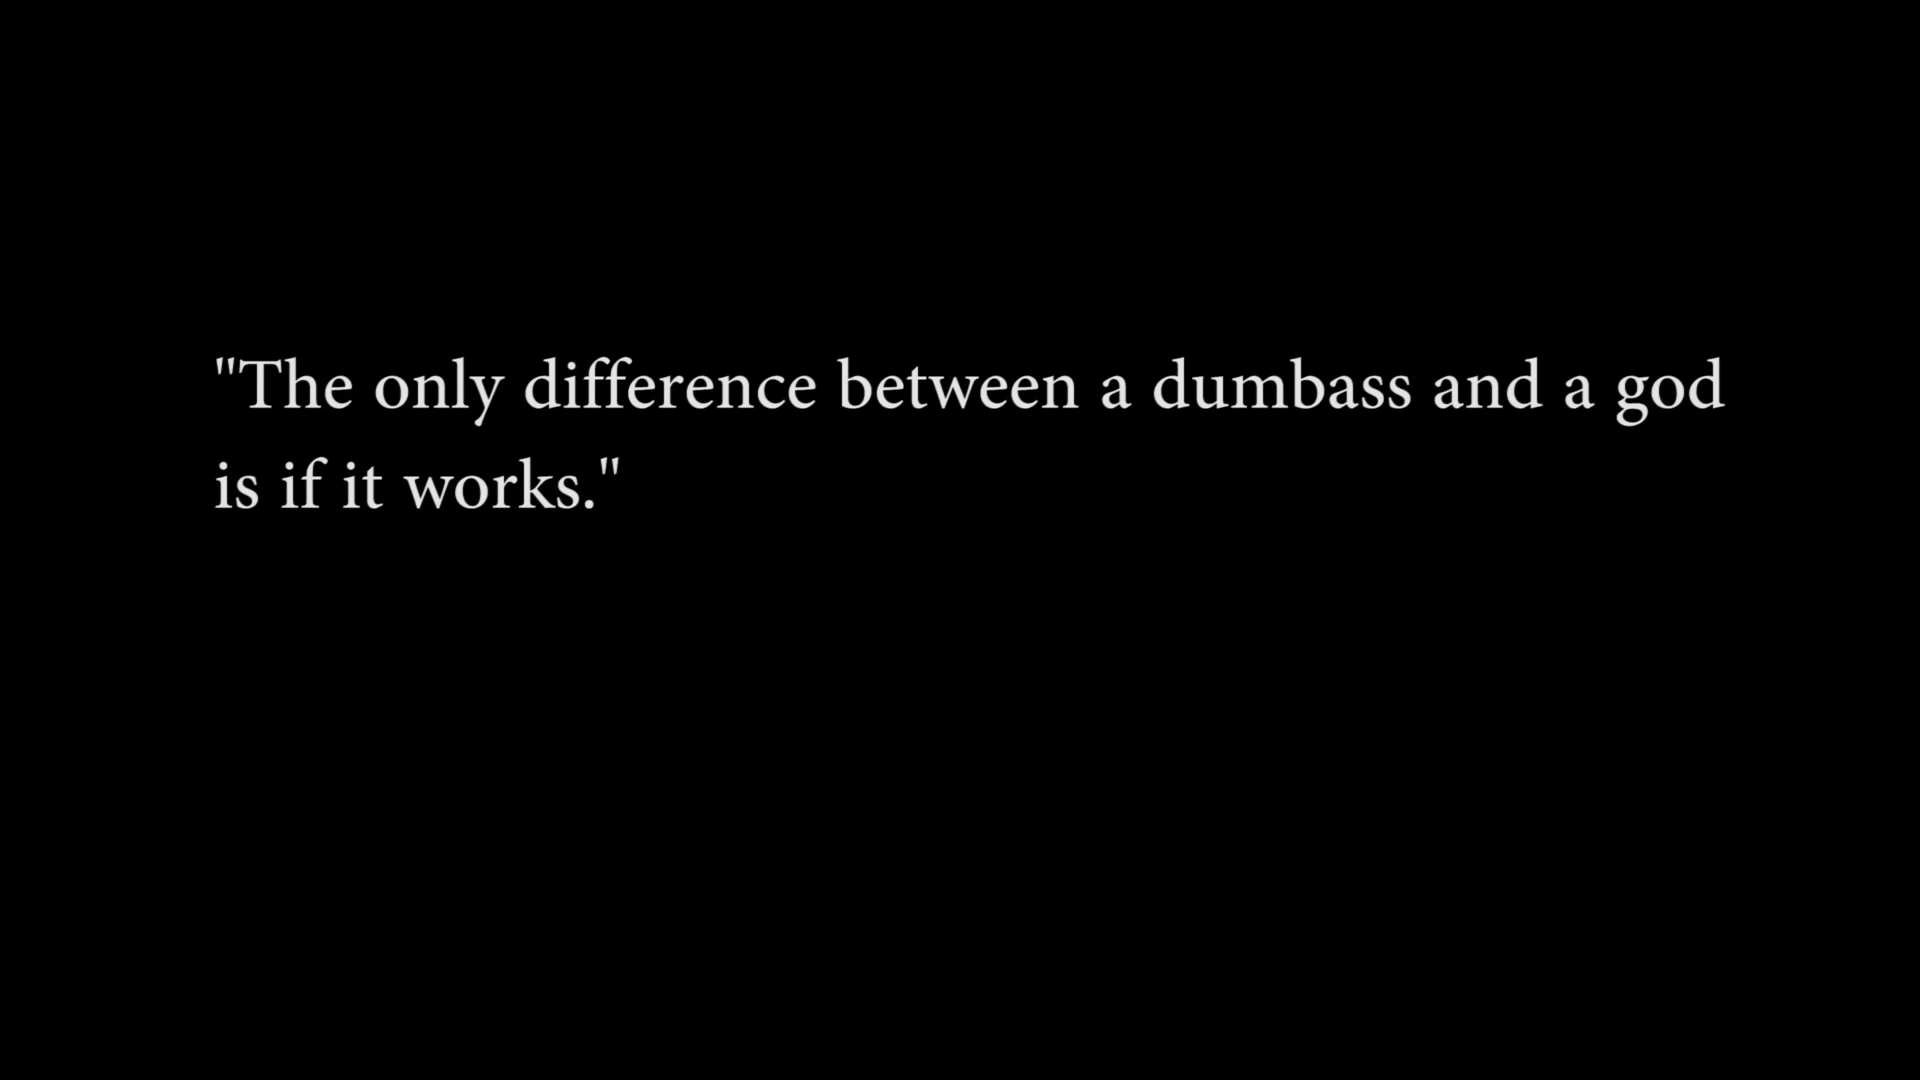 "The only difference between a dumbass and a god
is if it works."